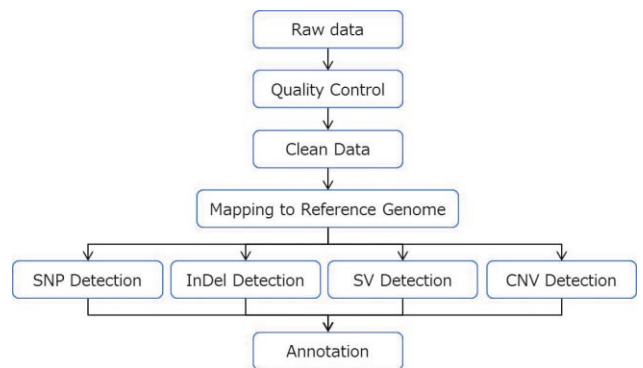 Raw data
Quality Control
Clean Data
Mapping to Reference Genome
SNP Detection
InDel Detection
SV Detection
CNV Detection
Annotation